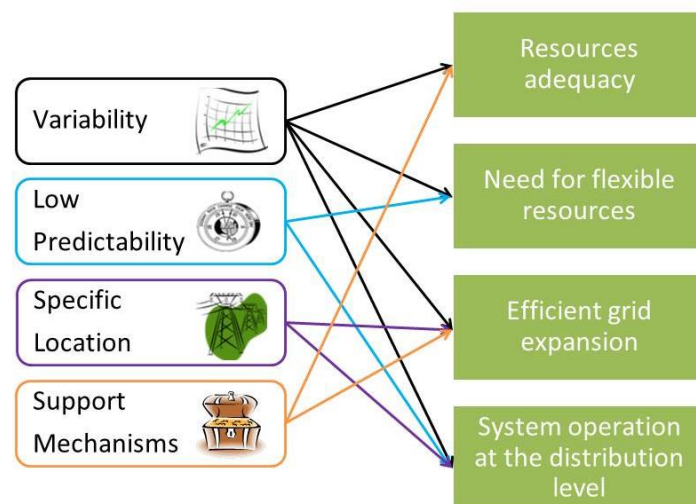 Variability
Low
Predictability
Specific
Location
Support
Mechanisms
Resources
adequacy
Need for flexible
resources
Efficient grid
expansion
System operation
at the distribution
level